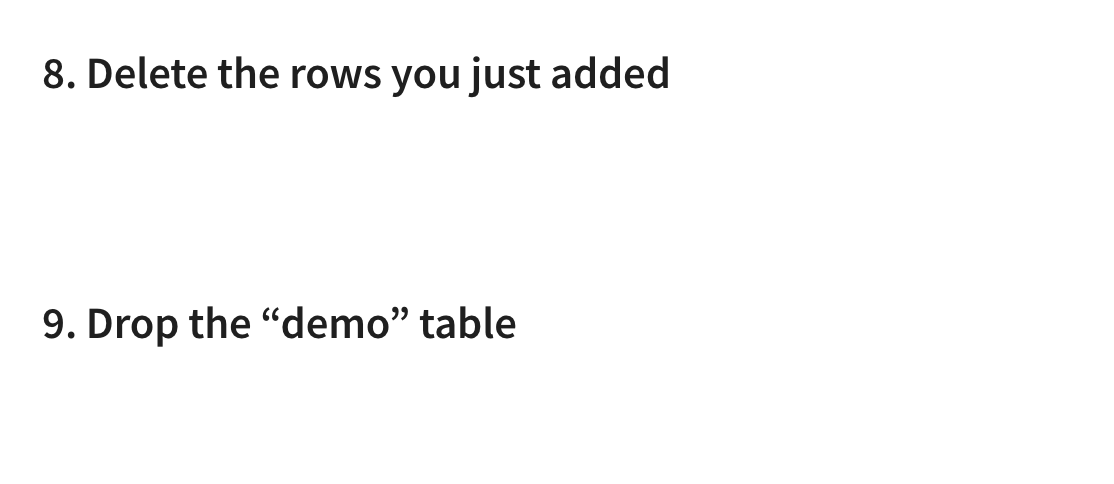 8. Delete the rows you just added
9. Drop the “demo” table